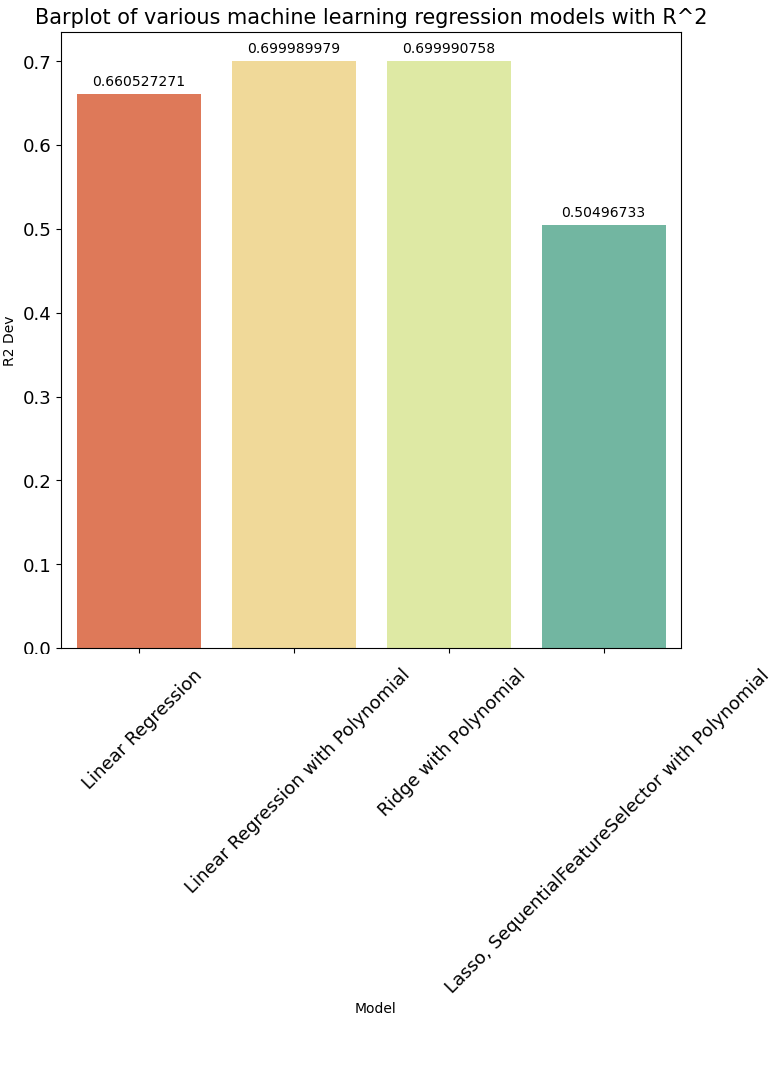 Barplot of various machine learning regression models with R^2
0.660527271
0.699989979
0.699990758
0.50496733
0.7
0.6
0.5
0.4
0.3
0.2
0.1
0.0
R2 Dev
Linear Regression
Linear Regression with Polynomial
Ridge with Polynomial
Lasso, SequentialFeatureSelector with Polynomial
Model